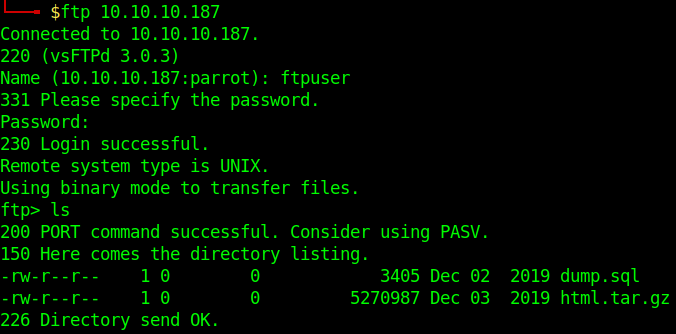 $ftp 10.10.10.187
Connected to 10.10.10.187.
220 (vsFTPd 3.0.3)
Name (10.10.10.187:parrot): ftpuser
331 Please specify the password.
Password:
230 Login successful.
Remote system type is UNIX.
Using binary mode to transfer files.
ftp> ls
200 PORT command successful. Consider using PASV.
150 Here comes the directory listing.
-rw-r--r--    1 0        0            3405 Dec 02  2019 dump.sql
-rw-r--r--    1 0        0         5270987 Dec 03  2019 html.tar.gz
226 Directory send OK.